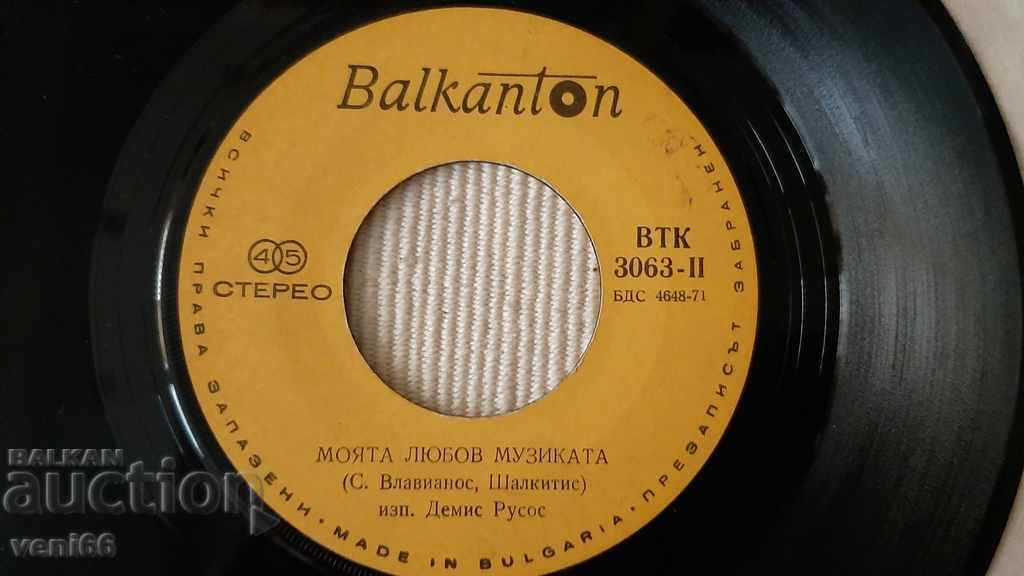 Balkanton
45
СТЕРЕО
ВТК
3063-II
БДС 4648-71
МОЯТА ЛЮБОВ МУЗИКАТА
(С. Влавианос, Шалкитис)
изп. Демис Русос
ВСИЧКИ ПРАВА ЗАПАЗЕНИ · MADE IN BULGARIA · ПРЕЗАПИСЪТ ЗАБРАНЕН
BALKAN
auction
veni66